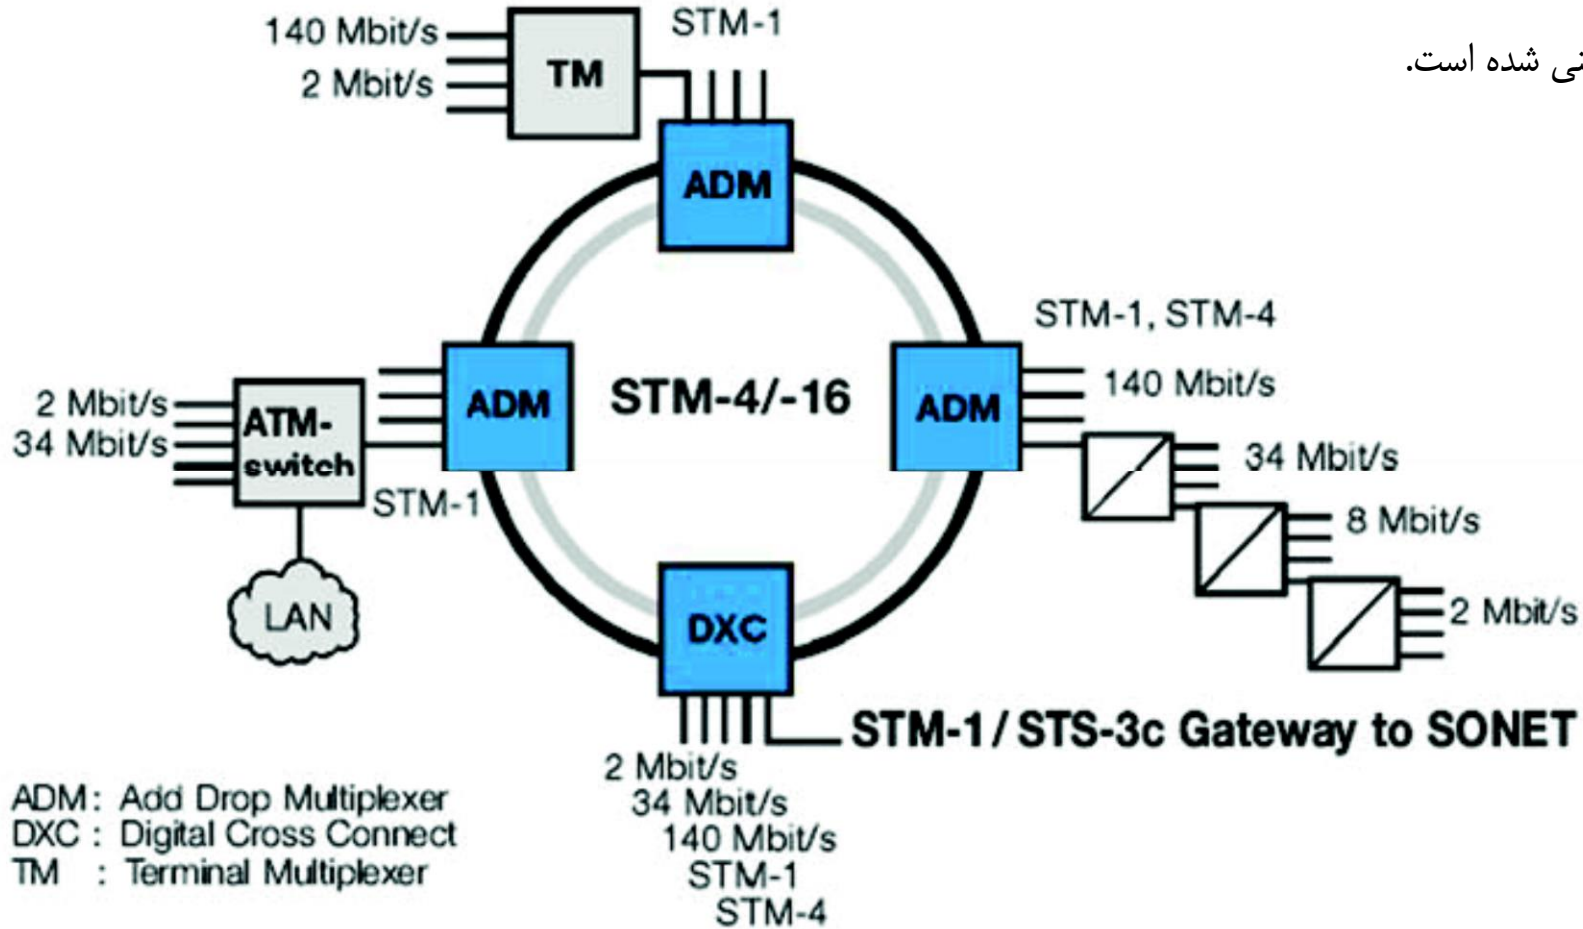 140 Mbit/s
2 Mbit/s
TM
STM-1
شده است.
ADM
STM-1, STM-4
140 Mbit/s
ADM
STM-4/-16
ADM
2 Mbit/s
34 Mbit/s
ATM-
switch
STM-1
LAN
34 Mbit/s
8 Mbit/s
2 Mbit/s
DXC
STM-1 / STS-3c Gateway to SONET
2 Mbit/s
34 Mbit/s
140 Mbit/s
STM-1
STM-4
ADM : Add Drop Multiplexer
DXC : Digital Cross Connect
TM : Terminal Multiplexer